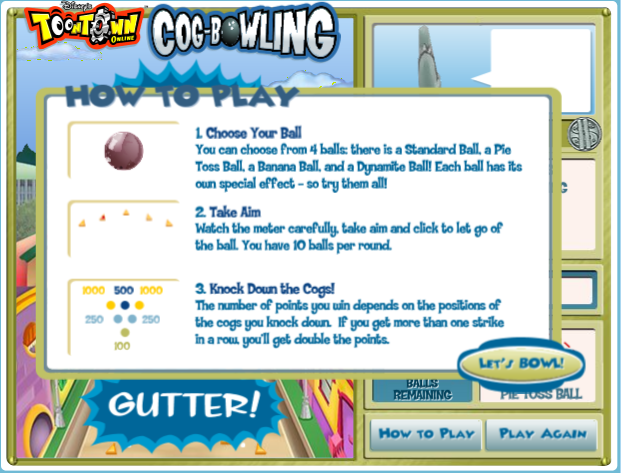 Disney's
TOONTOWN
ONLINE
COG-BOWLING
HOW TO PLAY
1. Choose Your Ball
You can choose from 4 balls: there is a Standard Ball, a Pie
Toss Ball, a Banana Ball, and a Dynamite Ball! Each ball has its
own special effect - so try them all!
2. Take Aim
Watch the meter carefully, take aim and click to let go of
the ball. You have 10 balls per round.
1000 500 1000
250 250
100
3. Knock Down the Cogs!
The number of points you win depends on the positions of
the cogs you knock down. If you get more than one strike
in a row, you'll get double the points.
LET'S BOWL!
GUTTER!
BALLS
REMAINING
PIE TOSS BALL
HOW TO PLAY
PLAY AGAIN